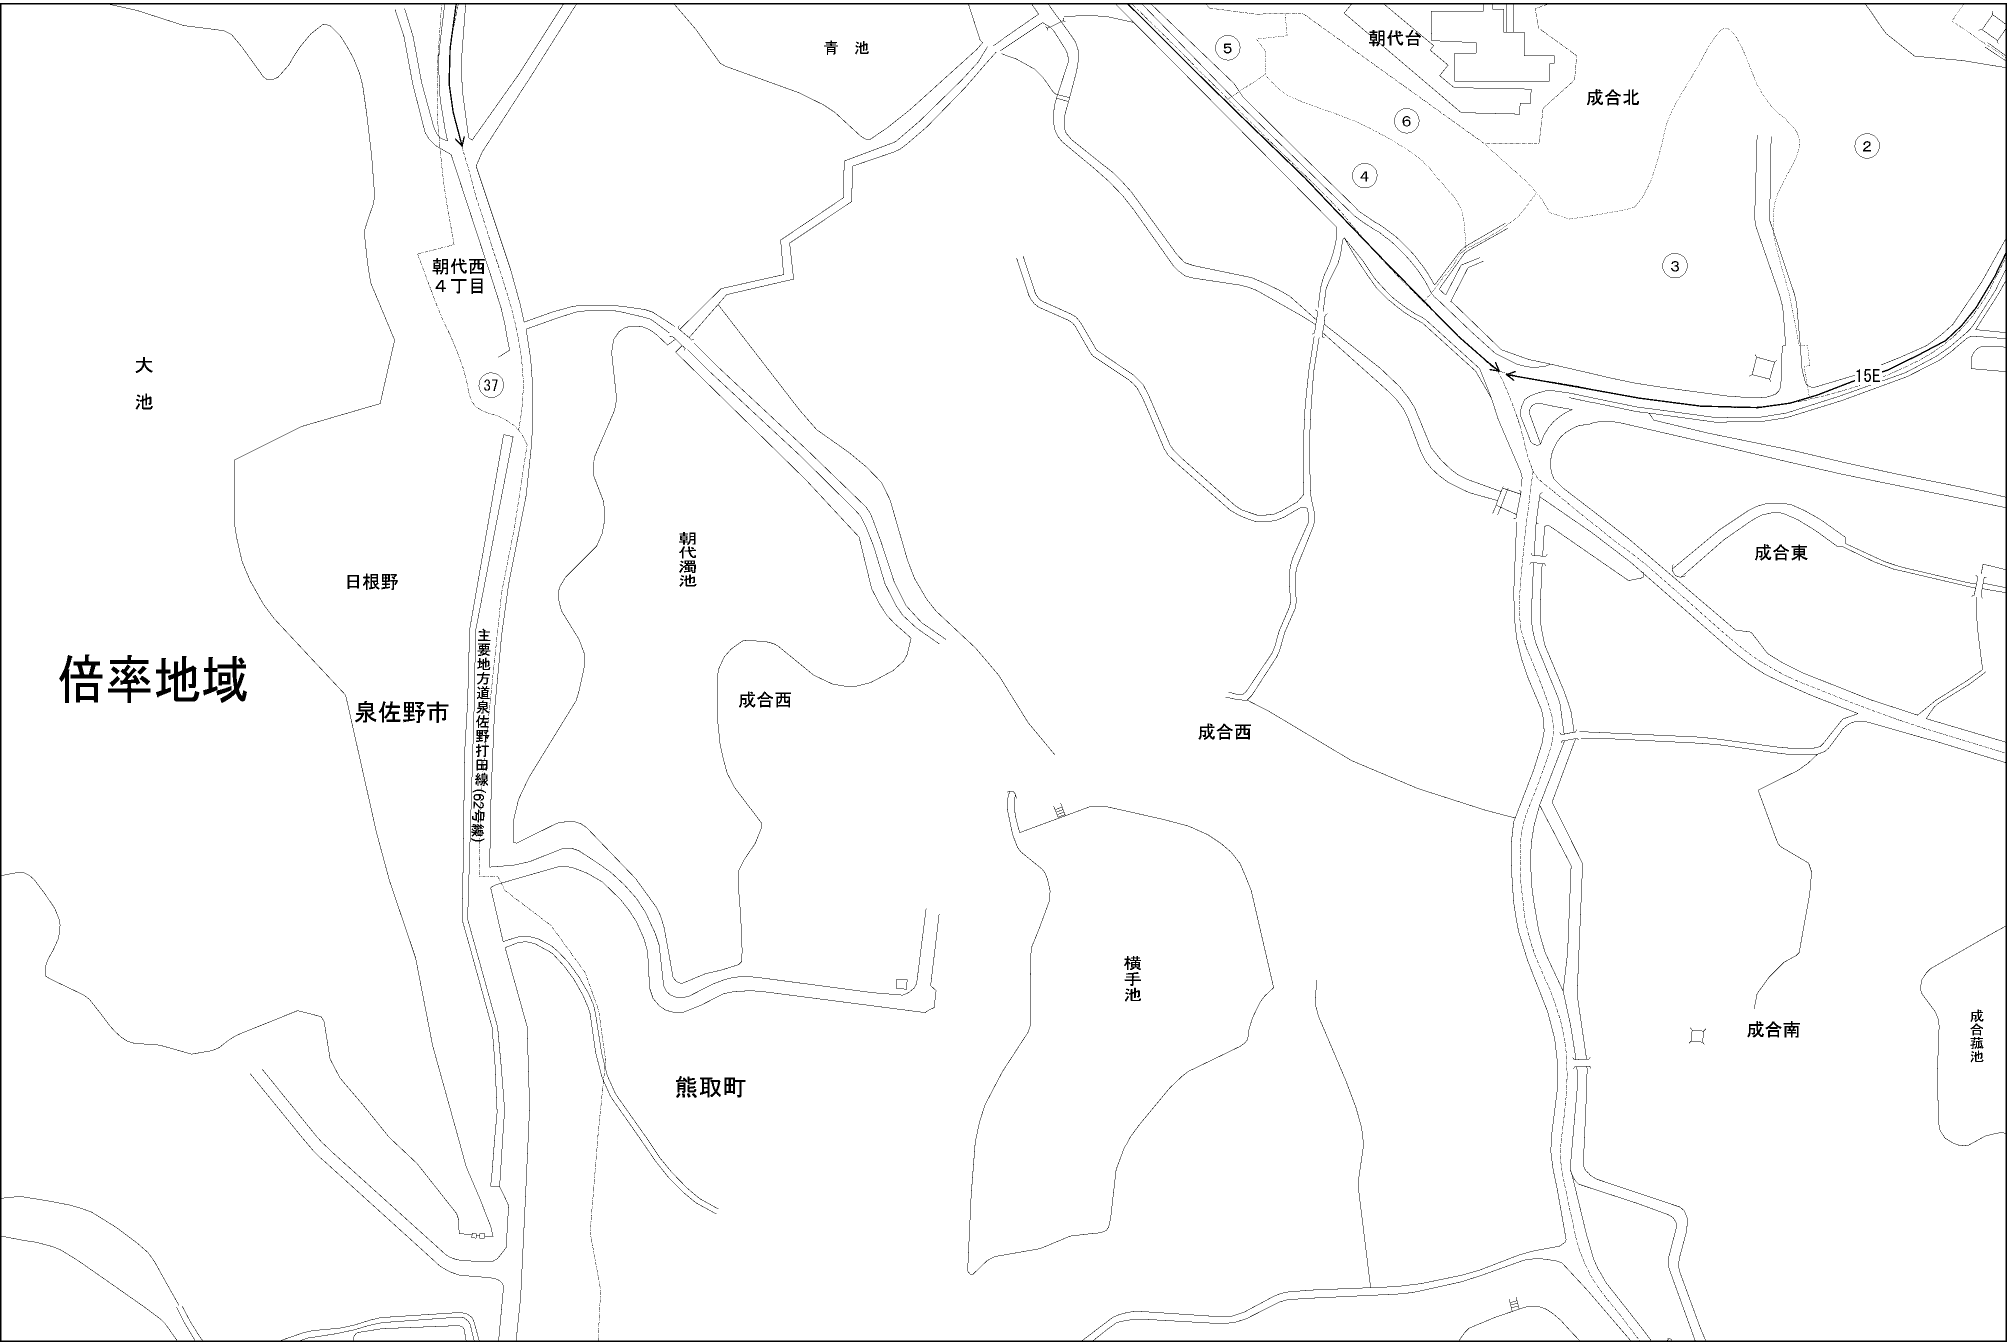 青　池
⑤
朝代台
成合北
⑥
②
④
朝代西
４丁目
③
大
池
㊲
15E
朝代濁池
成合東
日根野
主要地方道泉佐野打田線(62号線)
倍率地域
泉佐野市
成合西
成合西
横手池
成合南
成合菰池
熊取町